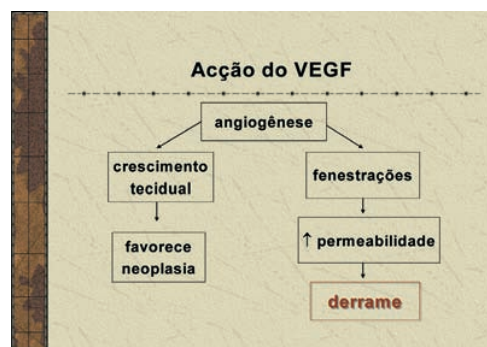 Acção do VEGF
angiogênese
crescimento
tecidual
fenestrações
favorece
neoplasia
↑ permeabilidade
derrame